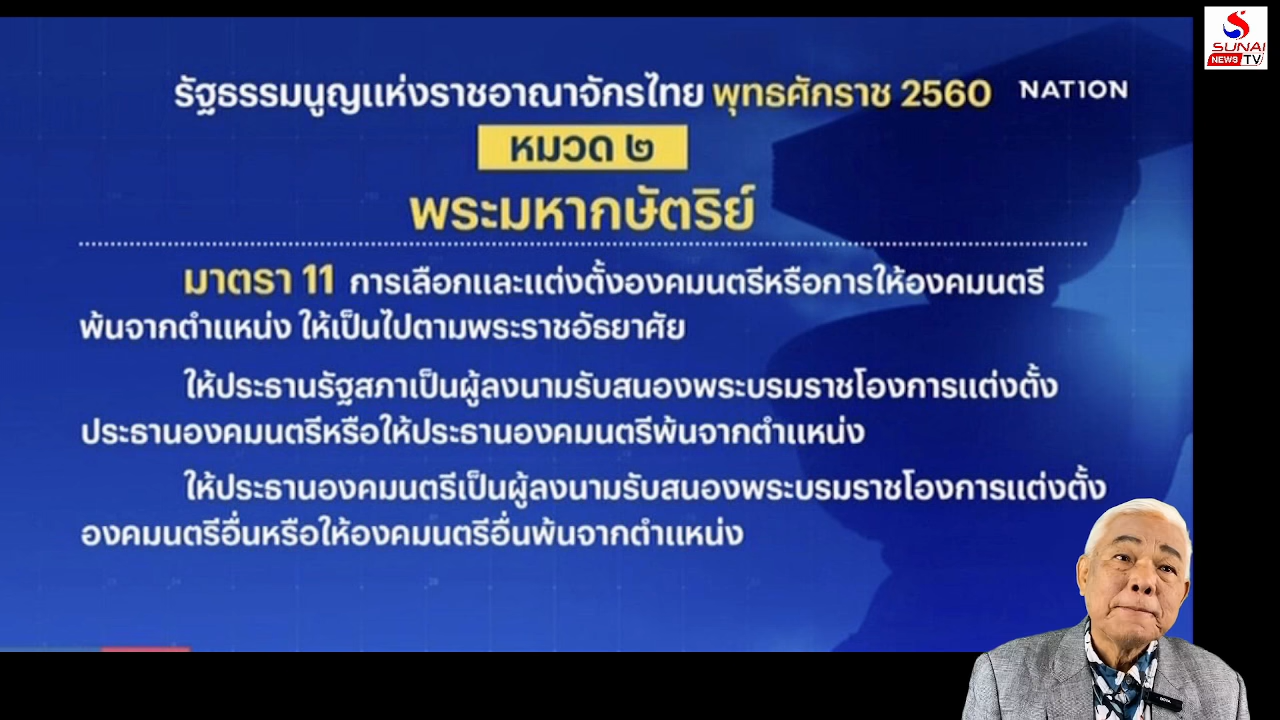 รัฐธรรมนูญแห่งราชอาณาจักรไทย พุทธศักราช 2560
NATION
SUNAI
NEWS TV
หมวด ๒
พระมหากษัตริย์
มาตรา 11 การเลือกและแต่งตั้งองคมนตรีหรือการให้องคมนตรี
พ้นจากตำแหน่ง ให้เป็นไปตามพระราชอัธยาศัย
ให้ประธานรัฐสภาเป็นผู้ลงนามรับสนองพระบรมราชโองการแต่งตั้ง
ประธานองคมนตรีหรือให้ประธานองคมนตรีพ้นจากตำแหน่ง
ให้ประธานองคมนตรีเป็นผู้ลงนามรับสนองพระบรมราชโองการแต่งตั้ง
องคมนตรีอื่นหรือให้องคมนตรีอื่นพ้นจากตำแหน่ง